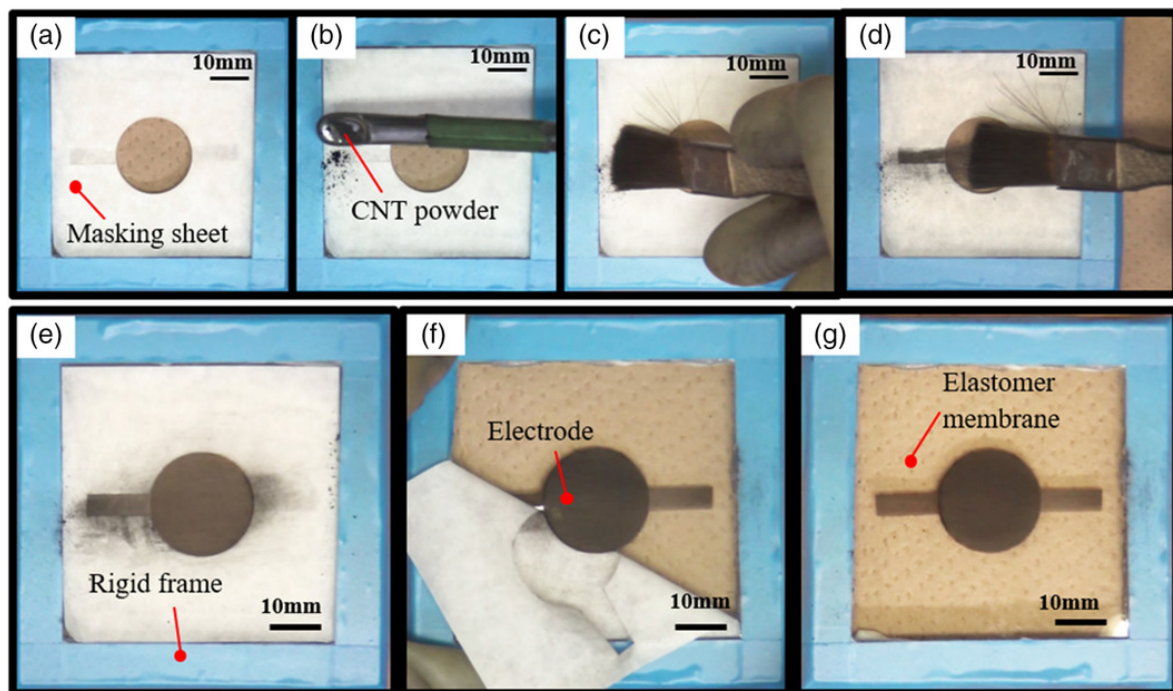 (a)
10mm
Masking sheet
(b)
10mm
CNT powder
(c)
10mm
(d)
10mm
(e)
Rigid frame
10mm
(f)
Electrode
10mm
(g)
Elastomer
membrane
10mm